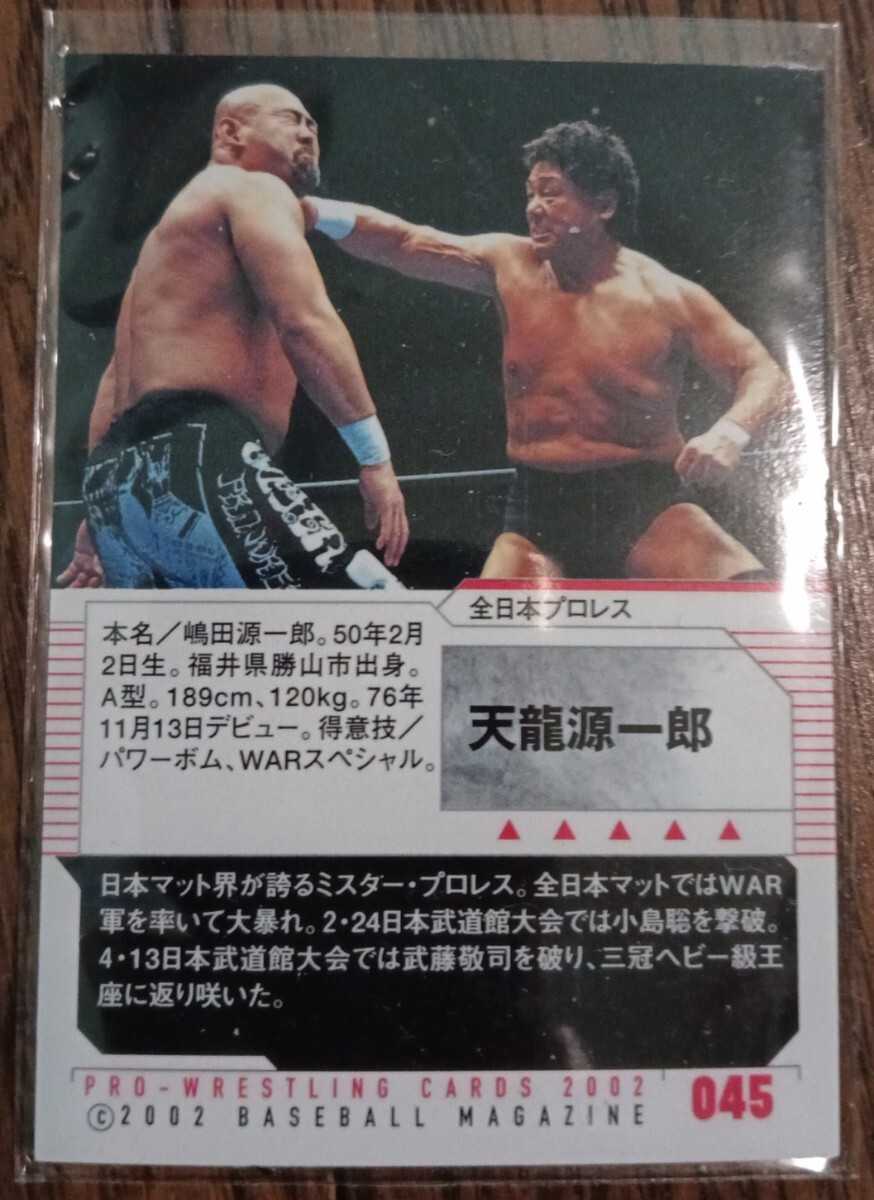 全日本プロレス
本名／嶋田源一郎。50年2月
2日生。福井県勝山市出身。
A型。189cm、120kg。76年
11月13日デビュー。得意技／
パワーボム、WARスペシャル。
天龍源一郎
▲ ▲ ▲ ▲ ▲
日本マット界が誇るミスター・プロレス。全日本マットではWAR
軍を率いて大暴れ。2・24日本武道館大会では小島聡を撃破。
4・13日本武道館大会では武藤敬司を破り、三冠ヘビー級王
座に返り咲いた。
PRO-WRESTLING CARDS 2002
©2002 BASEBALL MAGAZINE
045